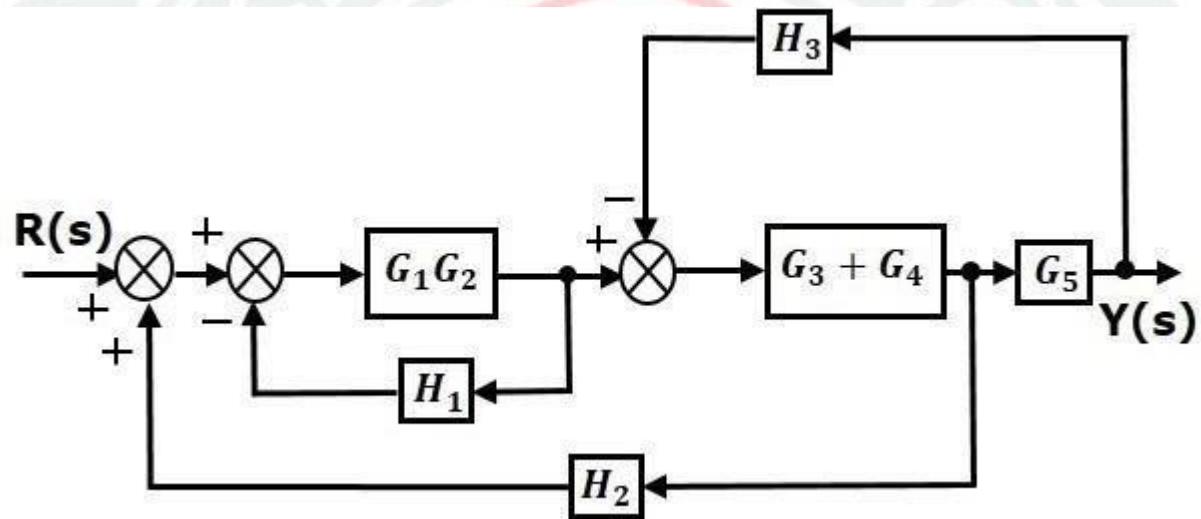 H₃
−
R(s)
+
+
+
−
G₁G₂
+
G₃ + G₄
G₅
Y(s)
H₁
H₂